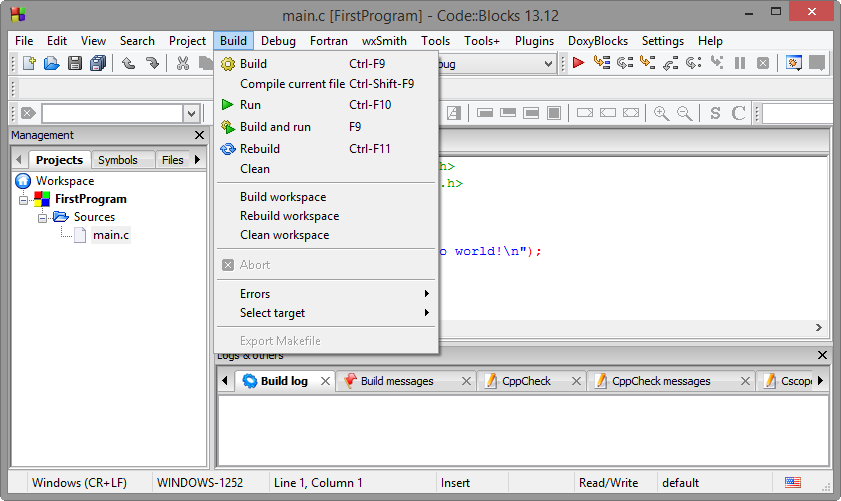 main.c [FirstProgram] - Code::Blocks 13.12
File Edit View Search Project Build Debug Fortran wxSmith Tools Tools+ Plugins DoxyBlocks Settings Help
Build Ctrl-F9
Compile current file Ctrl-Shift-F9
Run Ctrl-F10
Build and run F9
Rebuild Ctrl-F11
Clean
Build workspace
Rebuild workspace
Clean workspace
Abort
Errors
Select target
Export Makefile
bug
S C
Management
Projects Symbols Files
Workspace
FirstProgram
Sources
main.c
h>
.h>
o world!\n");
Logs & others
Build log Build messages CppCheck CppCheck messages Cscope
Windows (CR+LF) WINDOWS-1252 Line 1, Column 1 Insert Read/Write default